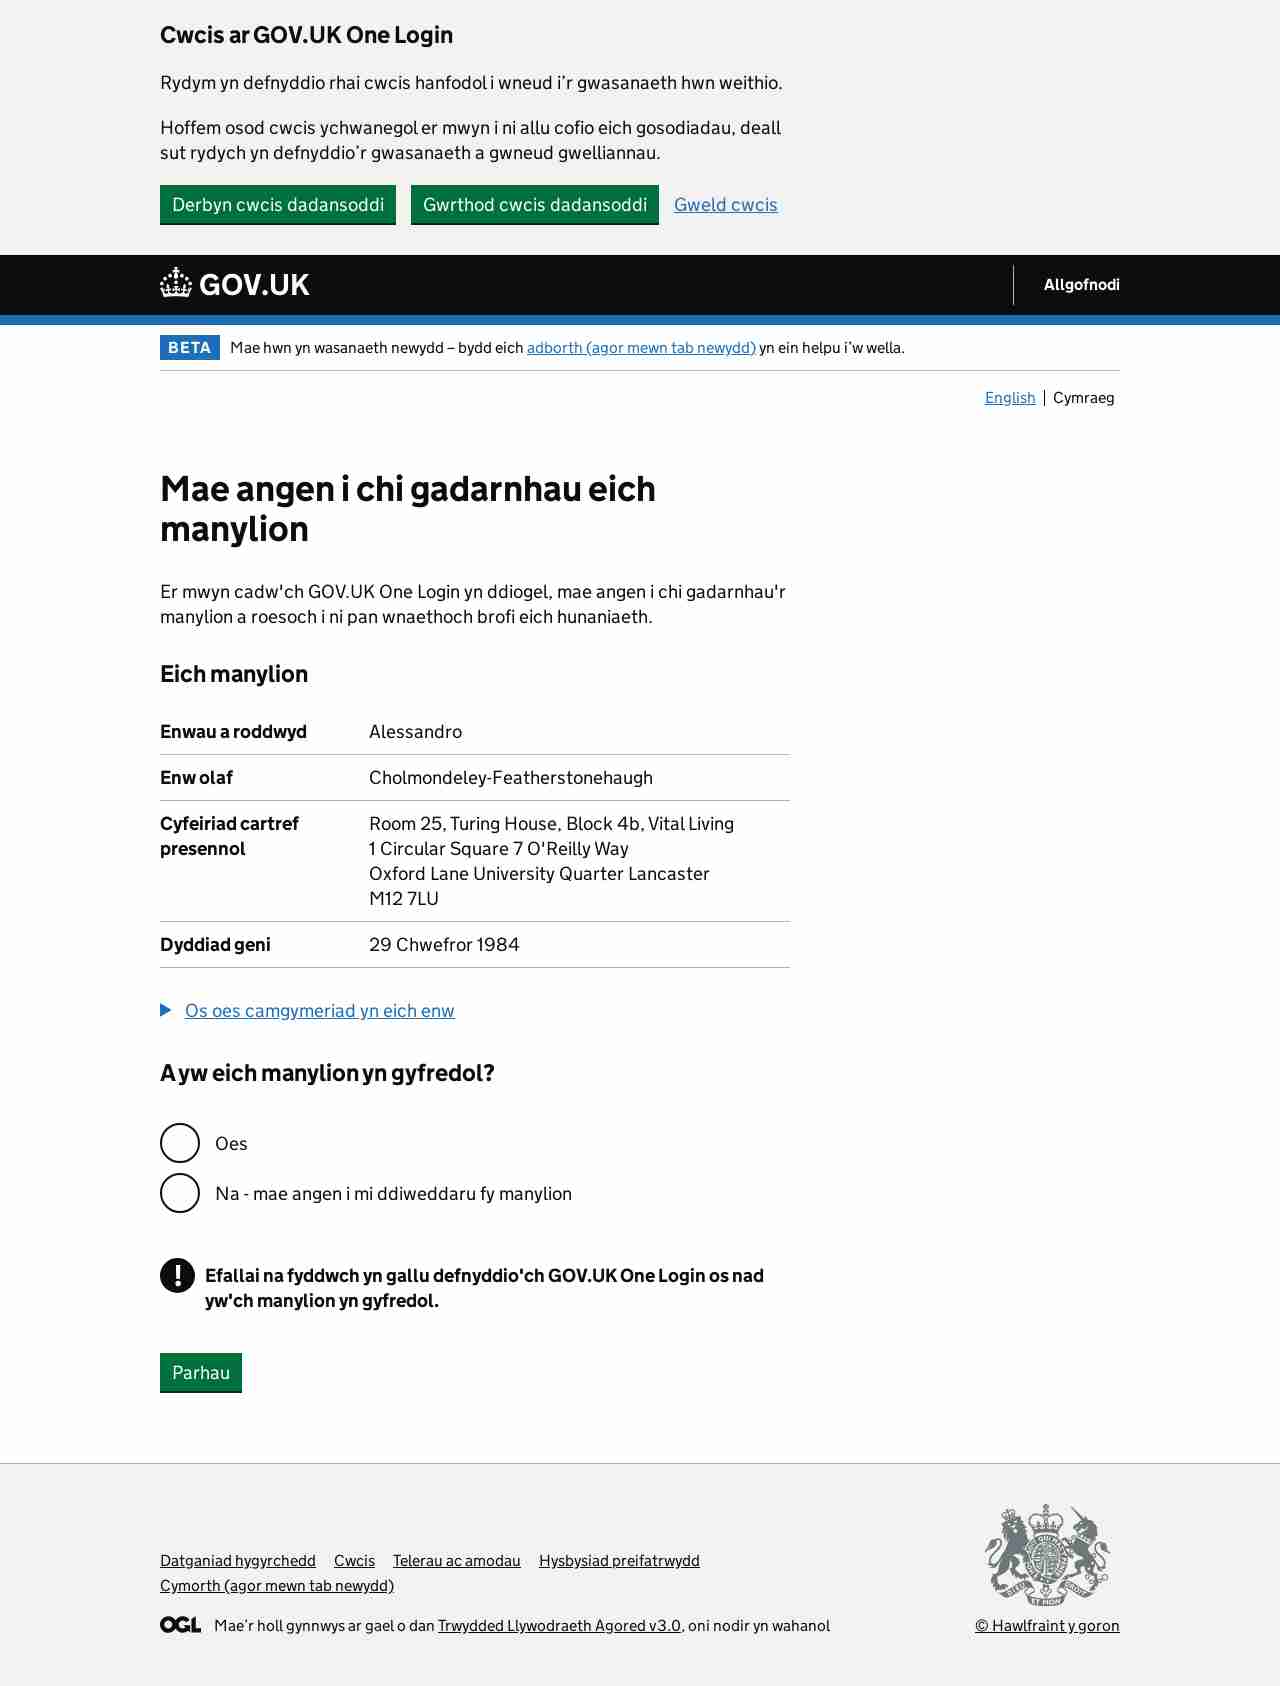 Cwcis ar GOV.UK One Login
Rydym yn defnyddio rhai cwcis hanfodol i wneud i’r gwasanaeth hwn weithio.
Hoffem osod cwcis ychwanegol er mwyn i ni allu cofio eich gosodiadau, deall
sut rydych yn defnyddio’r gwasanaeth a gwneud gwelliannau.
Derbyn cwcis dadansoddi Gwrthod cwcis dadansoddi Gweld cwcis
GOV.UK Allgofnodi
BETA Mae hwn yn wasanaeth newydd – bydd eich adborth (agor mewn tab newydd) yn ein helpu i’w wella.
English Cymraeg
Mae angen i chi gadarnhau eich
manylion
Er mwyn cadw'ch GOV.UK One Login yn ddiogel, mae angen i chi gadarnhau'r
manylion a roesoch i ni pan wnaethoch brofi eich hunaniaeth.
Eich manylion
Enwau a roddwyd Alessandro
Enw olaf Cholmondeley-Featherstonehaugh
Cyfeiriad cartref presennol Room 25, Turing House, Block 4b, Vital Living
1 Circular Square 7 O'Reilly Way
Oxford Lane University Quarter Lancaster
M12 7LU
Dyddiad geni 29 Chwefror 1984
Os oes camgymeriad yn eich enw
A yw eich manylion yn gyfredol?
Oes
Na - mae angen i mi ddiweddaru fy manylion
! Efallai na fyddwch yn gallu defnyddio'ch GOV.UK One Login os nad
yw'ch manylion yn gyfredol.
Parhau
Datganiad hygyrchedd Cwcis Telerau ac amodau Hysbysiad preifatrwydd
Cymorth (agor mewn tab newydd)
OGL Mae’r holl gynnwys ar gael o dan Trwydded Llywodraeth Agored v3.0, oni nodir yn wahanol
© Hawlfraint y goron